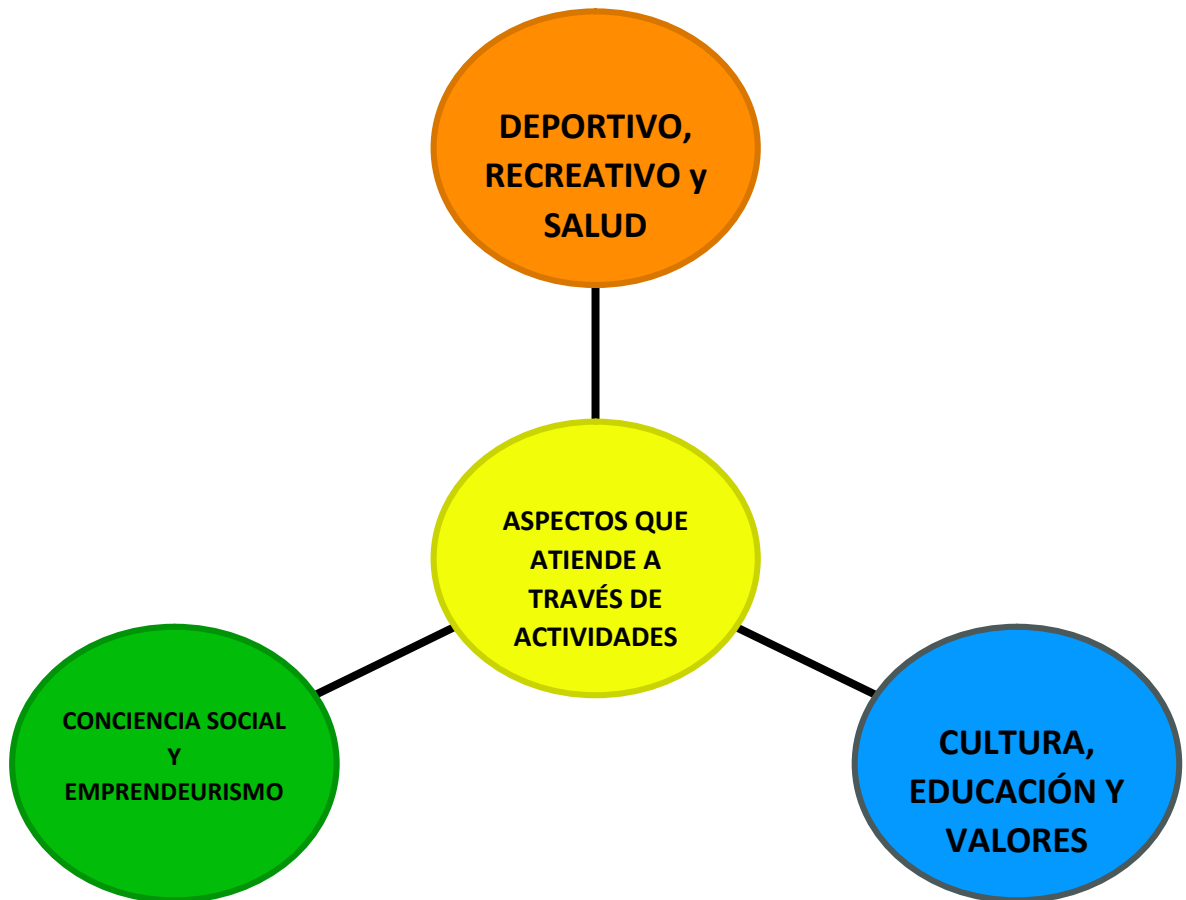 DEPORTIVO,
RECREATIVO y
SALUD
ASPECTOS QUE
ATIENDE A
TRAVÉS DE
ACTIVIDADES
CONCIENCIA SOCIAL
Y
EMPRENDEURISMO
CULTURA,
EDUCACIÓN Y
VALORES